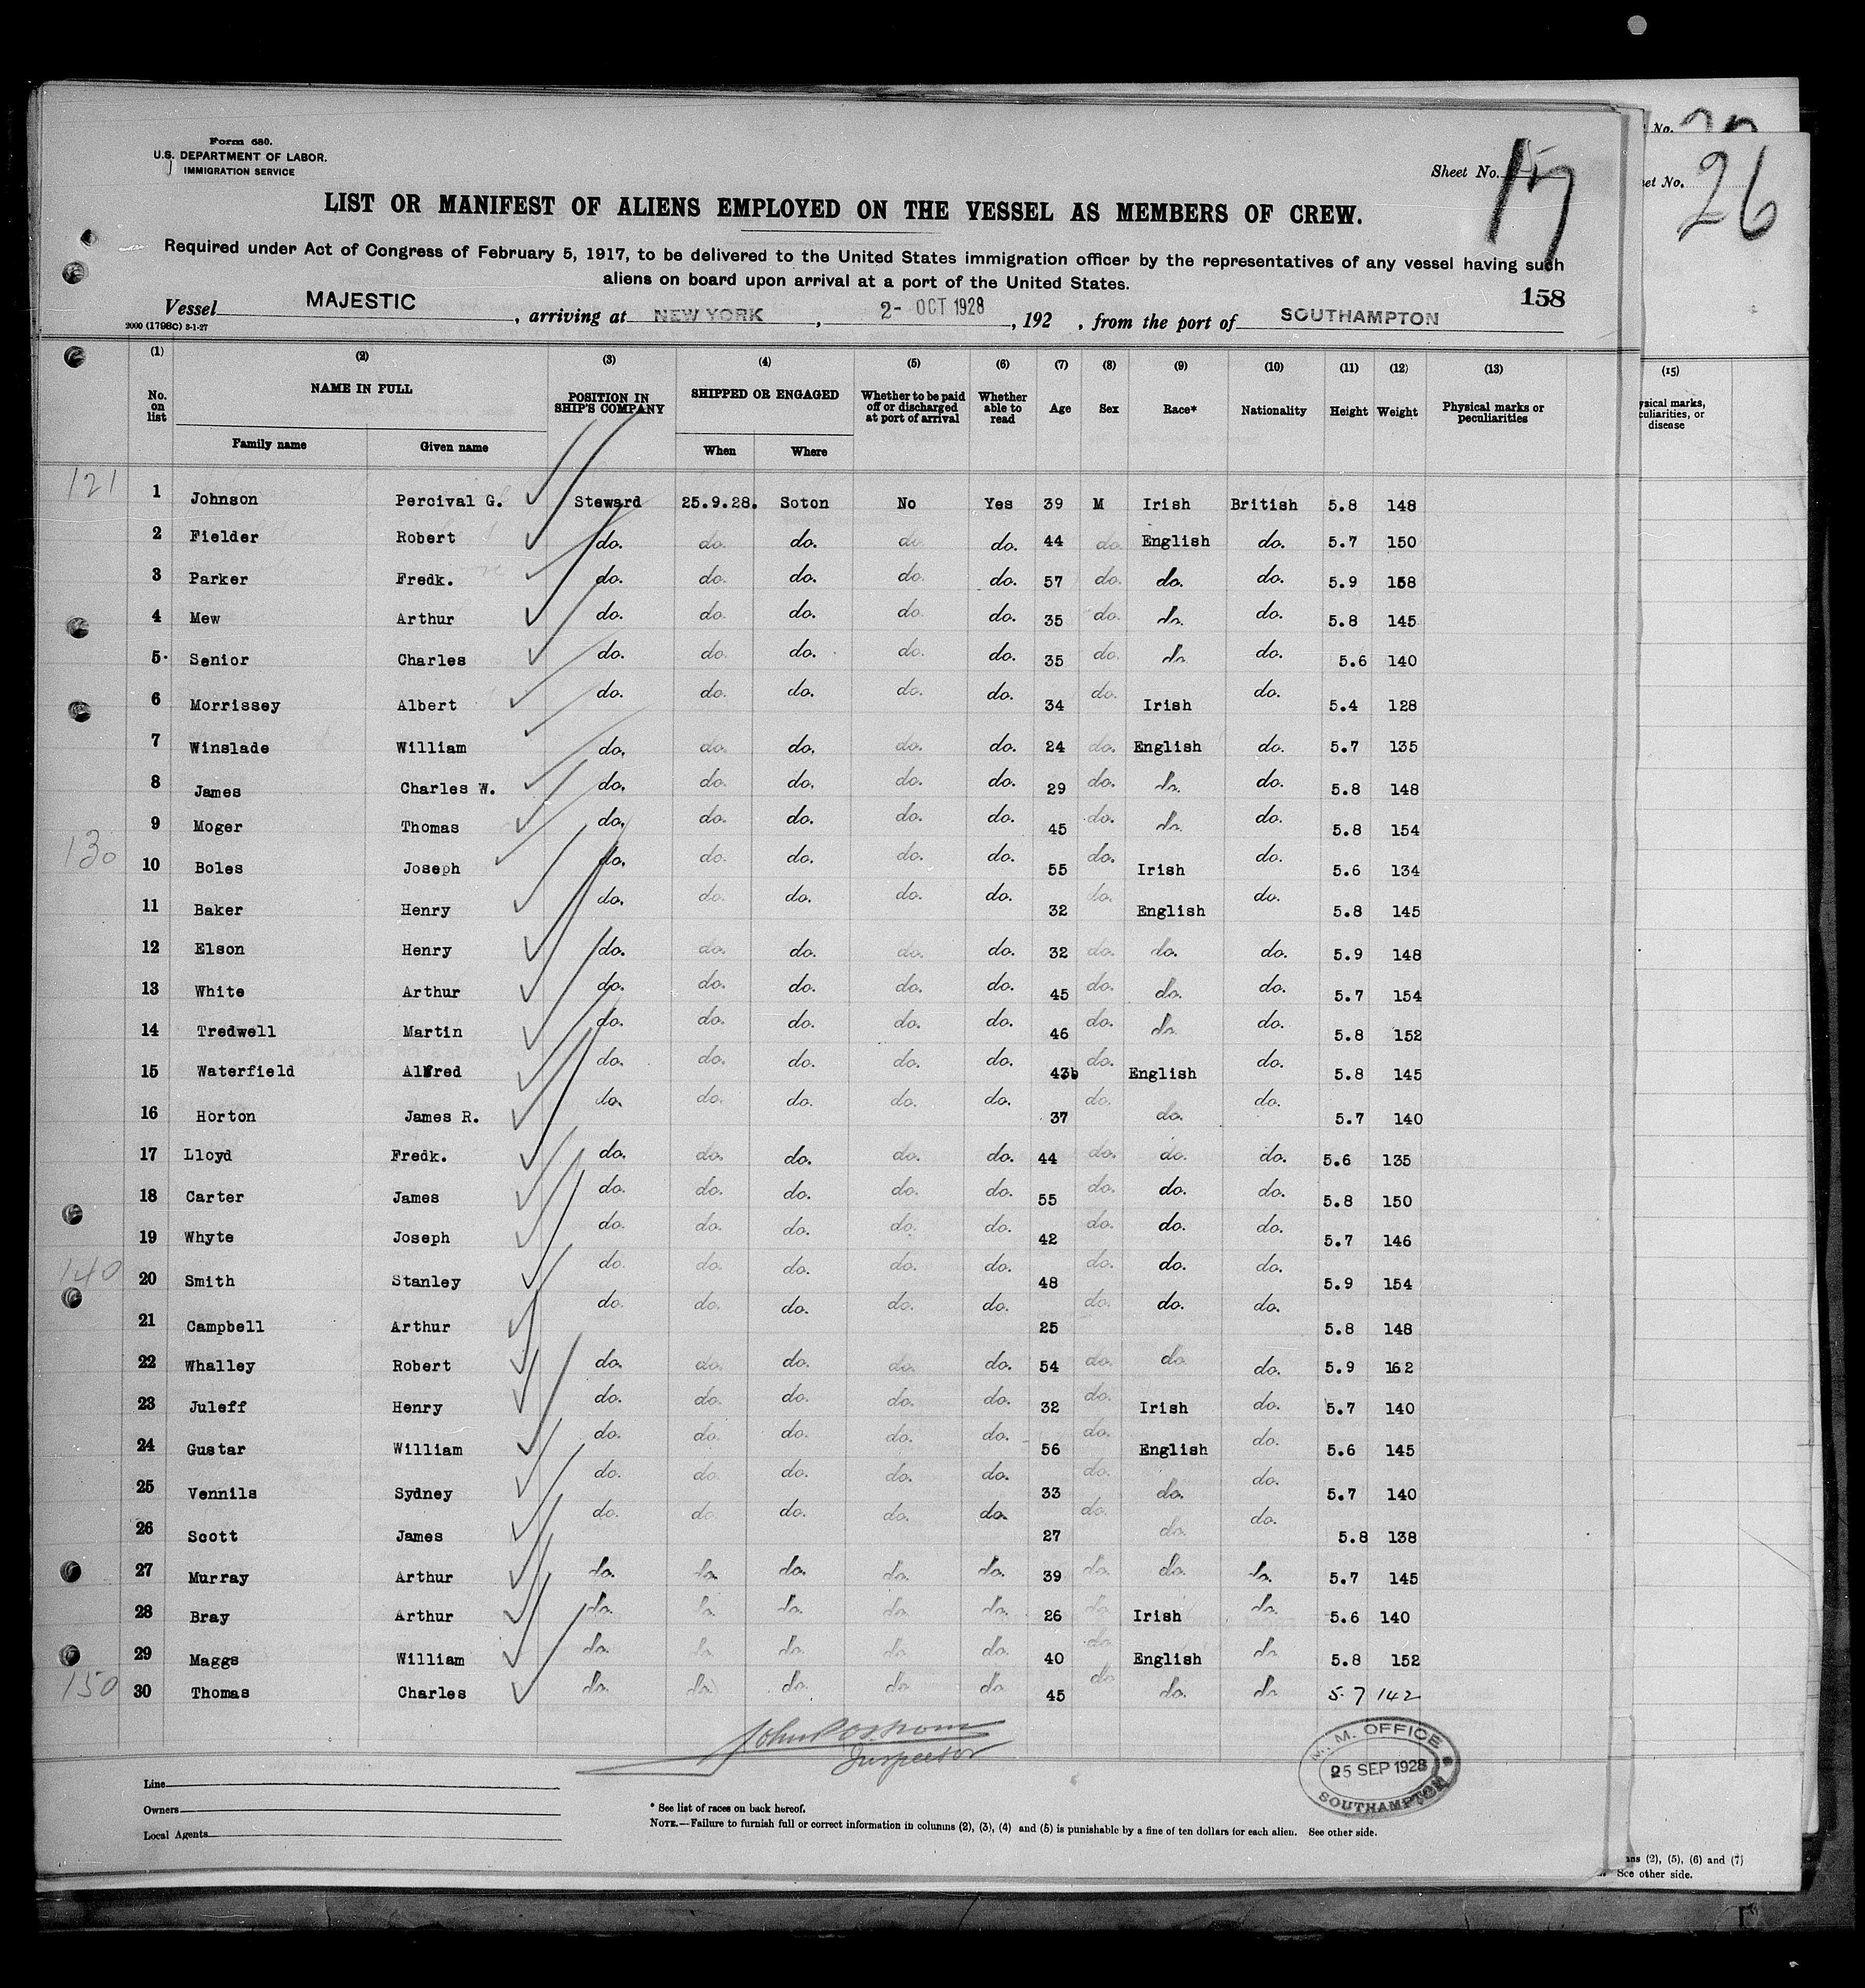 Form 680.
U.S. DEPARTMENT OF LABOR.
IMMIGRATION SERVICE
Sheet No. 17
Sheet No. 26
LIST OR MANIFEST OF ALIENS EMPLOYED ON THE VESSEL AS MEMBERS OF CREW.
Required under Act of Congress of February 5, 1917, to be delivered to the United States immigration officer by the representatives of any vessel having such
aliens on board upon arrival at a port of the United States.
158
Vessel MAJESTIC, arriving at NEW YORK, 2- OCT 1928, 192 , from the port of SOUTHAMPTON
2000 (1798c) 3-1-27
(1) (2) (3) (4) (5) (6) (7) (8) (9) (10) (11) (12) (13) (15)
No. on list NAME IN FULL Family name Given name POSITION IN SHIP'S COMPANY SHIPPED OR ENGAGED When Where Whether to be paid off or discharged at port of arrival Whether able to read Age Sex Race* Nationality Height Weight Physical marks or peculiarities
121 1 Johnson Percival G. Steward 25.9.28. Soton No Yes 39 M Irish British 5.8 148
2 Fielder Robert do. do. do. do. do. 44 do. English do. 5.7 150
3 Parker Fredk. do. do. do. do. do. 57 do. do. do. 5.9 158
4 Mew Arthur do. do. do. do. do. 35 do. do. do. 5.8 145
5 Senior Charles do. do. do. do. do. 35 do. do. do. 5.6 140
6 Morrissey Albert do. do. do. do. do. 34 do. Irish do. 5.4 128
7 Winslade William do. do. do. do. do. 24 do. English do. 5.7 135
8 James Charles W. do. do. do. do. do. 29 do. do. do. 5.8 148
9 Moger Thomas do. do. do. do. do. 45 do. do. do. 5.8 154
130 10 Boles Joseph do. do. do. do. do. 55 do. Irish do. 5.6 134
11 Baker Henry do. do. do. do. do. 32 do. English do. 5.8 145
12 Elson Henry do. do. do. do. do. 32 do. do. do. 5.9 148
13 White Arthur do. do. do. do. do. 45 do. do. do. 5.7 154
14 Tredwell Martin do. do. do. do. do. 46 do. do. do. 5.8 152
15 Waterfield Alfred do. do. do. do. do. 43 do. English do. 5.8 145
16 Horton James R. do. do. do. do. do. 37 do. do. do. 5.7 140
17 Lloyd Fredk. do. do. do. do. do. 44 do. do. do. 5.6 135
18 Carter James do. do. do. do. do. 55 do. do. do. 5.8 150
19 Whyte Joseph do. do. do. do. do. 42 do. do. do. 5.7 146
140 20 Smith Stanley do. do. do. do. do. 48 do. do. do. 5.9 154
21 Campbell Arthur do. do. do. do. do. 25 do. do. do. 5.8 148
22 Whalley Robert do. do. do. do. do. 54 do. do. do. 5.9 162
23 Juleff Henry do. do. do. do. do. 32 do. Irish do. 5.7 140
24 Gustar William do. do. do. do. do. 56 do. English do. 5.6 145
25 Vennils Sydney do. do. do. do. do. 33 do. do. do. 5.7 140
26 Scott James do. do. do. do. do. 27 do. do. do. 5.8 138
27 Murray Arthur do. do. do. do. do. 39 do. do. do. 5.7 145
28 Bray Arthur do. do. do. do. do. 26 do. Irish do. 5.6 140
29 Maggs William do. do. do. do. do. 40 do. English do. 5.8 152
150 30 Thomas Charles do. do. do. do. do. 45 do. do. do. 5.7 142
Inspector
M. M. OFFICE
25 SEP 1928
SOUTHAMPTON
Line
Owners
Local Agents
* See list of races on back hereof.
NOTE.—Failure to furnish full or correct information in columns (2), (3), (4) and (5) is punishable by a fine of ten dollars for each alien. See other side.
(2), (5), (6) and (7)
See other side.